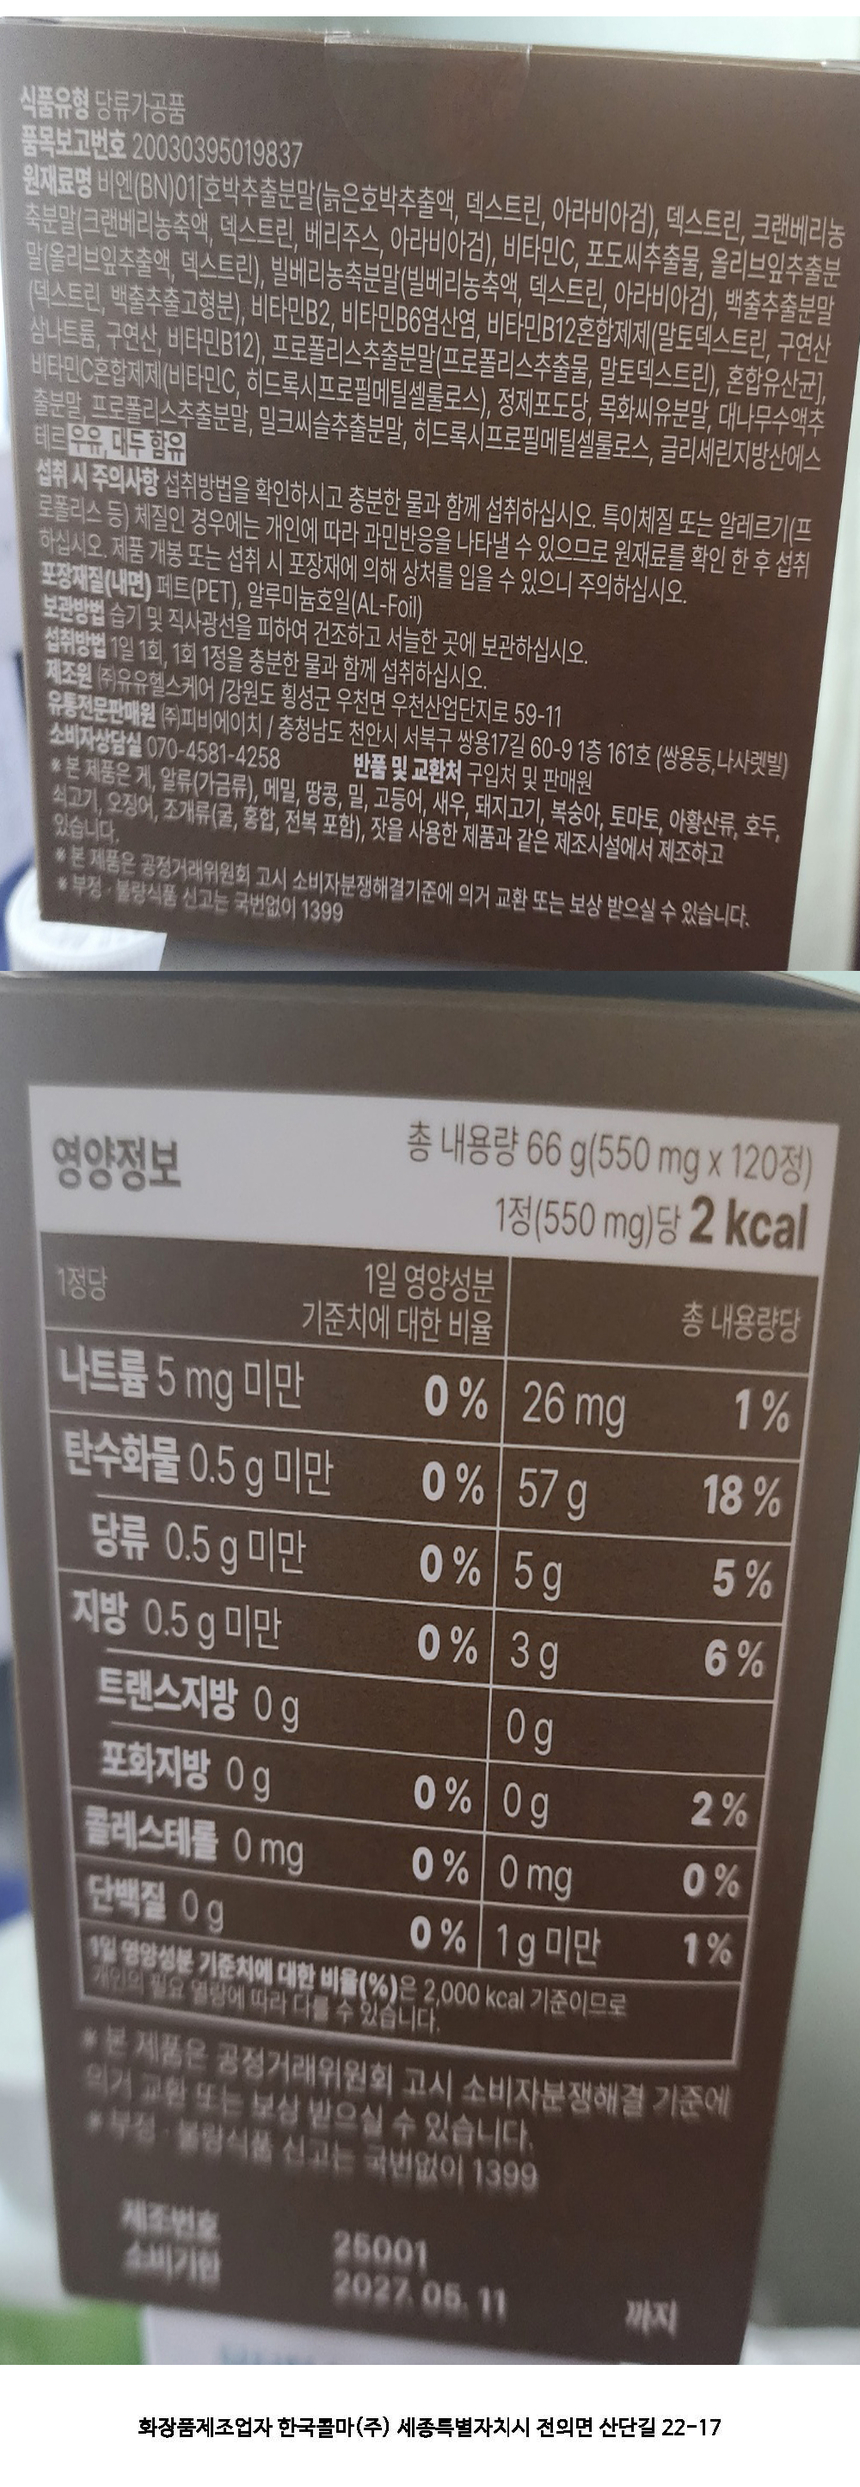 식품유형 당류가공품
품목보고번호 20030395019837
원재료명 비엔(BN)01[호박추출분말(늙은호박추출액, 덱스트린, 아라비아검), 덱스트린, 크랜베리농
축분말(크랜베리농축액, 덱스트린, 베리주스, 아라비아검), 비타민C, 포도씨추출물, 올리브잎추출분
말(올리브잎추출액, 덱스트린), 빌베리농축분말(빌베리농축액, 덱스트린, 아라비아검), 백출추출분말
(덱스트린, 백출추출고형분), 비타민B2, 비타민B6염산염, 비타민B12혼합제제(말토덱스트린, 구연산
삼나트륨, 구연산, 비타민B12), 프로폴리스추출분말(프로폴리스추출물, 말토덱스트린), 혼합유산균],
비타민C혼합제제(비타민C, 히드록시프로필메틸셀룰로스), 정제포도당, 목화씨유분말, 대나무수액추
출분말, 프로폴리스추출분말, 밀크씨슬추출분말, 히드록시프로필메틸셀룰로스, 글리세린지방산에스
테르 우유, 대두 함유
섭취 시 주의사항 섭취방법을 확인하시고 충분한 물과 함께 섭취하십시오. 특이체질 또는 알레르기(프
로폴리스 등) 체질인 경우에는 개인에 따라 과민반응을 나타낼 수 있으므로 원재료를 확인 한 후 섭취
하십시오. 제품 개봉 또는 섭취 시 포장재에 의해 상처를 입을 수 있으니 주의하십시오.
포장재질(내면) 페트(PET), 알루미늄호일(AL-Foil)
보관방법 습기 및 직사광선을 피하여 건조하고 서늘한 곳에 보관하십시오.
섭취방법 1일 1회, 1회 1정을 충분한 물과 함께 섭취하십시오.
제조원 (주)유유헬스케어 /강원도 횡성군 우천면 우천산업단지로 59-11
유통전문판매원 (주)피비에이치 / 충청남도 천안시 서북구 쌍용17길 60-9 1층 161호 (쌍용동,나사렛빌)
소비자상담실 070-4581-4258 반품 및 교환처 구입처 및 판매원
* 본 제품은 게, 알류(가금류), 메밀, 땅콩, 밀, 고등어, 새우, 돼지고기, 복숭아, 토마토, 아황산류, 호두,
쇠고기, 오징어, 조개류(굴, 홍합, 전복 포함), 잣을 사용한 제품과 같은 제조시설에서 제조하고
있습니다.
* 본 제품은 공정거래위원회 고시 소비자분쟁해결기준에 의거 교환 또는 보상 받으실 수 있습니다.
* 부정 · 불량식품 신고는 국번없이 1399
영양정보
총 내용량 66 g(550 mg x 120정)
1정(550 mg)당 2 kcal
1정당 1일 영양성분 기준치에 대한 비율 총 내용량당
나트륨 5 mg 미만 0 % 26 mg 1 %
탄수화물 0.5 g 미만 0 % 57 g 18 %
당류 0.5 g 미만 0 % 5 g 5 %
지방 0.5 g 미만 0 % 3 g 6 %
트랜스지방 0 g 0 g
포화지방 0 g 0 % 0 g 2 %
콜레스테롤 0 mg 0 % 0 mg 0 %
단백질 0 g 0 % 1 g 미만 1 %
1일 영양성분 기준치에 대한 비율(%)은 2,000 kcal 기준이므로
개인의 필요 열량에 따라 다를 수 있습니다.
* 본 제품은 공정거래위원회 고시 소비자분쟁해결 기준에
의거 교환 또는 보상 받으실 수 있습니다.
* 부정 · 불량식품 신고는 국번없이 1399
제조번호 25001
소비기한 2027. 05. 11 까지
화장품제조업자 한국콜마(주) 세종특별자치시 전의면 산단길 22-17